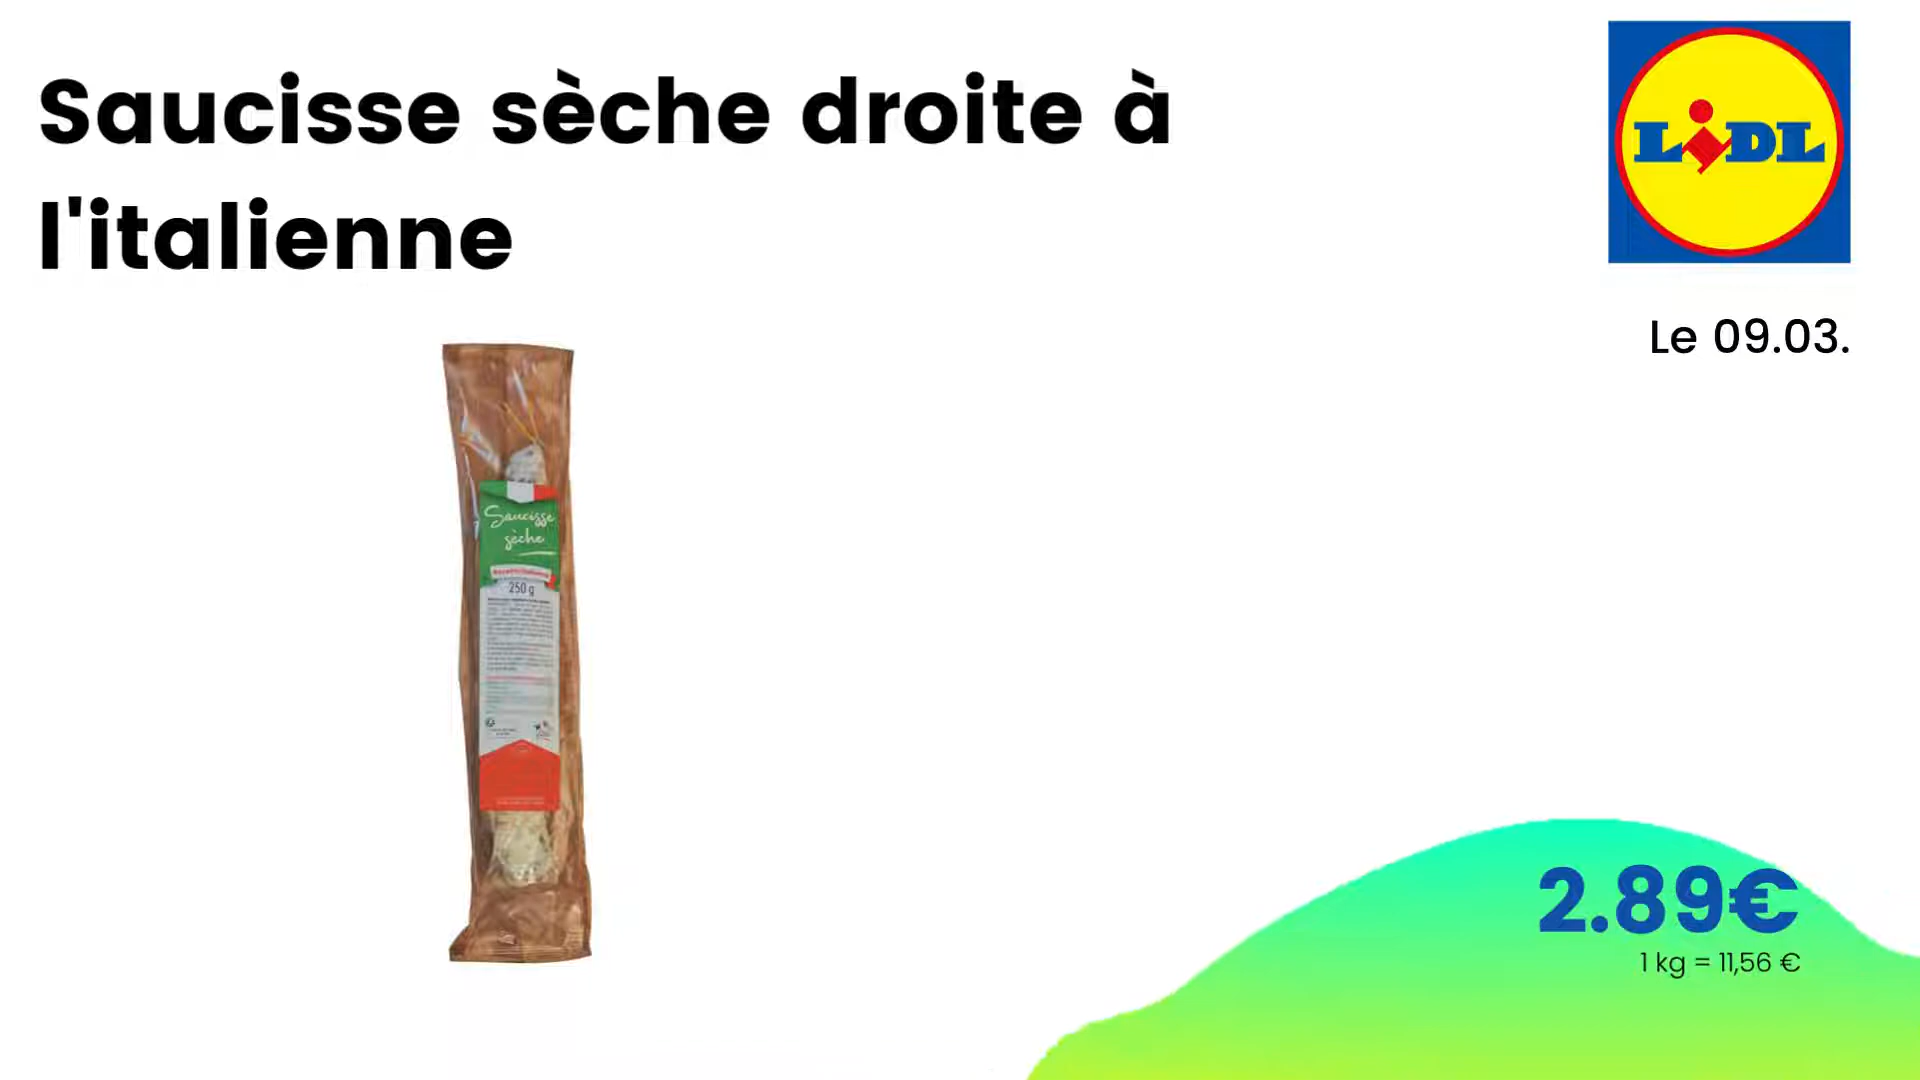 Saucisse sèche droite à
l'italienne
LIDL
Le 09.03.
Saucisse
sèche
250 g
2.89€
1 kg = 11,56 €